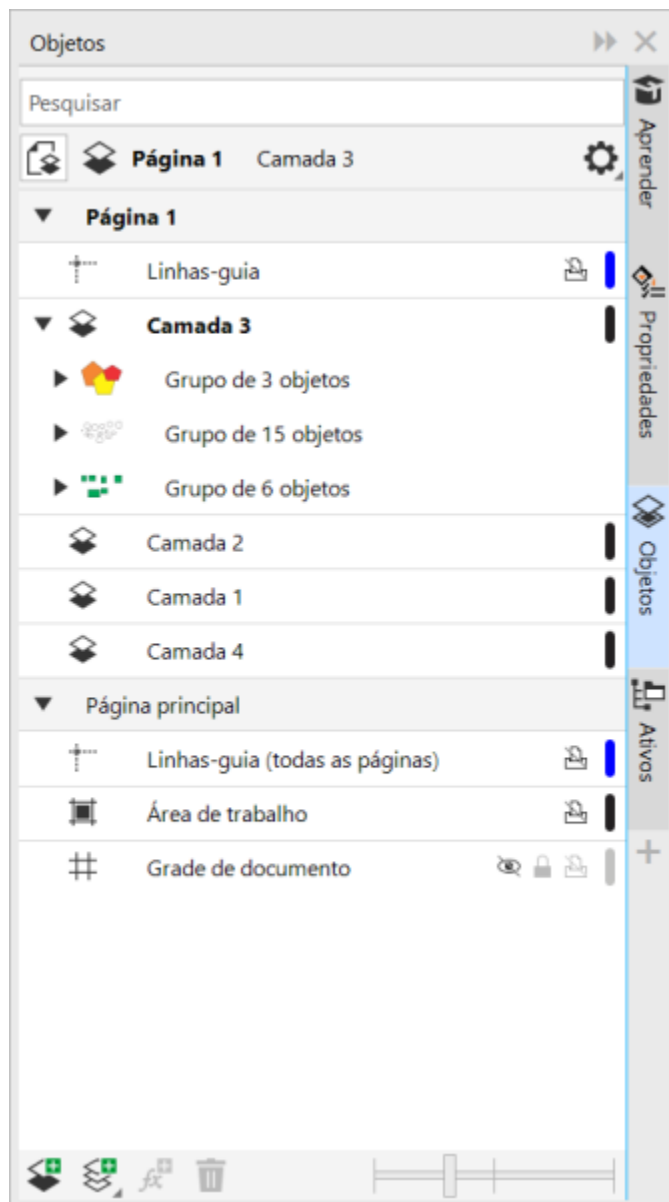 Objetos
Pesquisar
Página 1 Camada 3
Página 1
Linhas-guia
Camada 3
Grupo de 3 objetos
Grupo de 15 objetos
Grupo de 6 objetos
Camada 2
Camada 1
Camada 4
Página principal
Linhas-guia (todas as páginas)
Área de trabalho
Grade de documento
Aprender
Propriedades
Objetos
Ativos